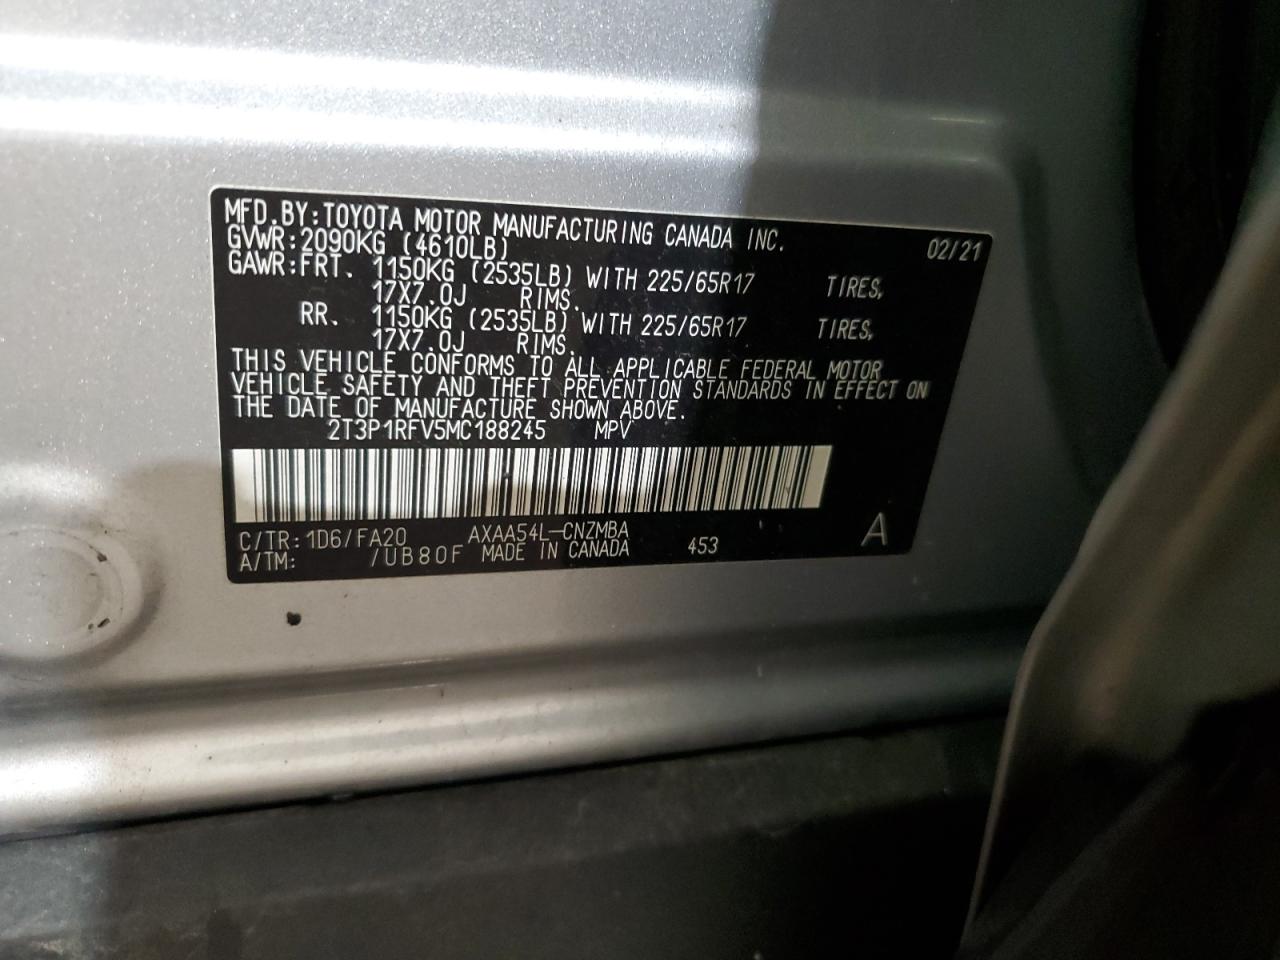 MFD.BY:TOYOTA MOTOR MANUFACTURING CANADA INC. 02/21
GVWR:2090KG (4610LB)
GAWR:FRT. 1150KG (2535LB) WITH 225/65R17 TIRES,
17X7.0J RIMS.
RR. 1150KG (2535LB) WITH 225/65R17 TIRES,
17X7.0J RIMS.
THIS VEHICLE CONFORMS TO ALL APPLICABLE FEDERAL MOTOR
VEHICLE SAFETY AND THEFT PREVENTION STANDARDS IN EFFECT ON
THE DATE OF MANUFACTURE SHOWN ABOVE.
2T3P1RFV5MC188245 MPV
C/TR:1D6/FA20 AXAA54L-CNZMBA
A/TM: /UB80F MADE IN CANADA 453 A